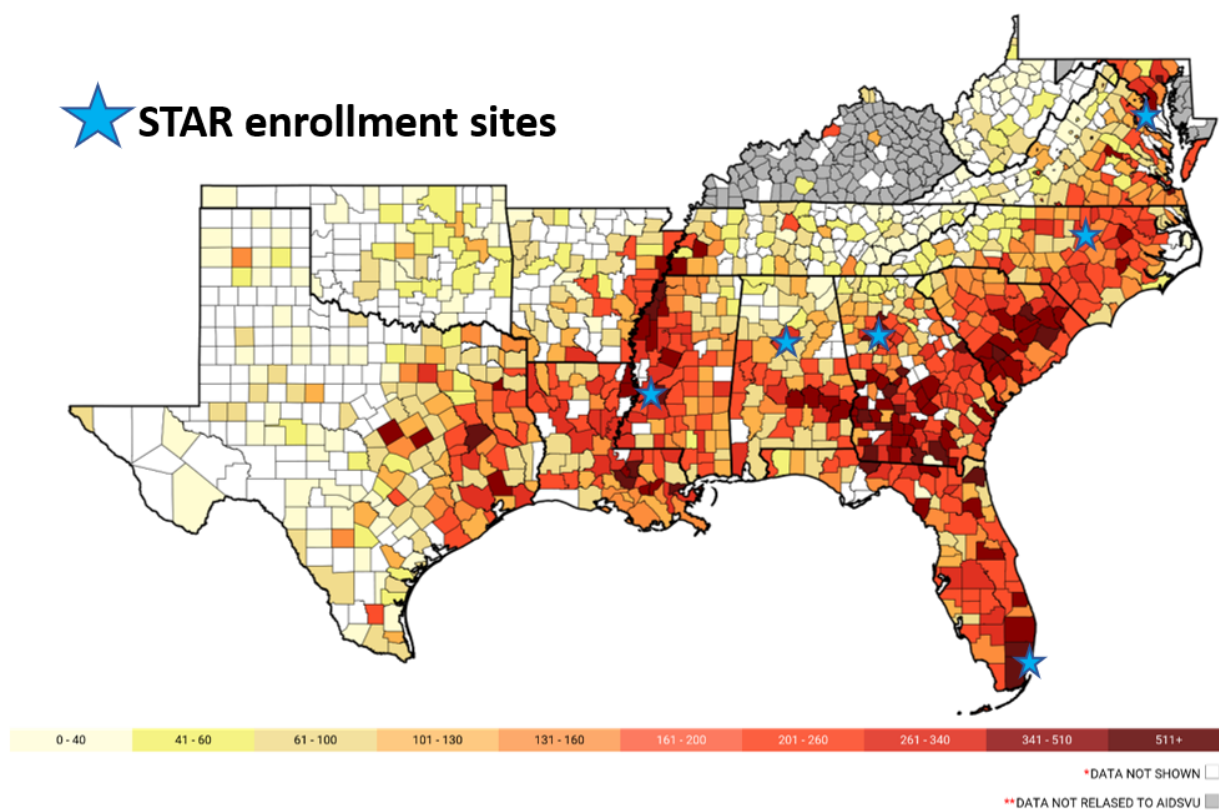 STAR enrollment sites
0 - 40 41 - 60 61 - 100 101 - 130 131 - 160 161 - 200 201 - 260 261 - 340 341 - 510 511+
*DATA NOT SHOWN
**DATA NOT RELASED TO AIDSVU